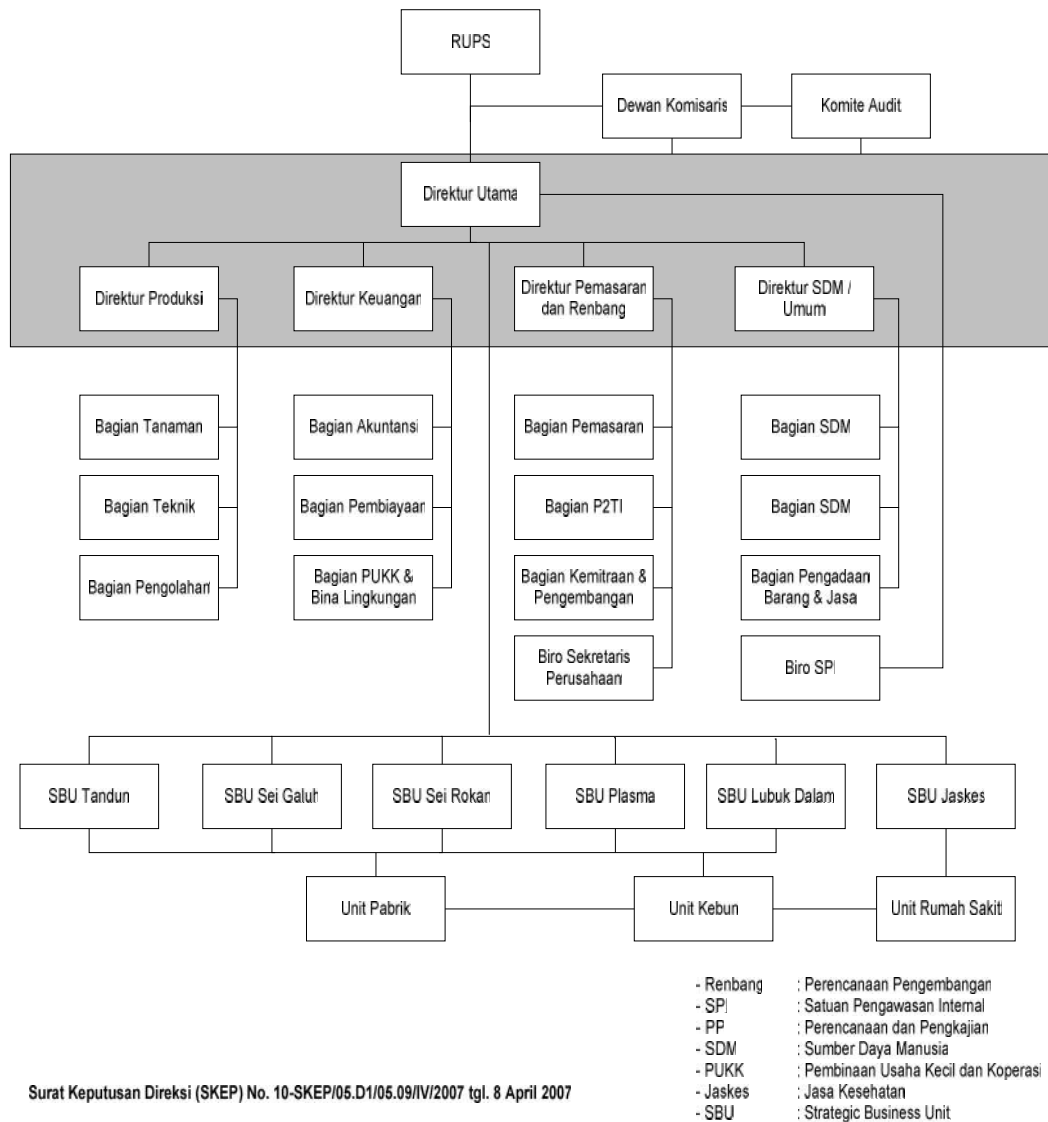 RUPS
Dewan Komisaris
Komite Audit
Direktur Utama
Direktur Produksi
Direktur Keuangan
Direktur Pemasaran
dan Renbang
Direktur SDM /
Umum
Bagian Tanaman
Bagian Akuntansi
Bagian Pemasaran
Bagian SDM
Bagian Teknik
Bagian Pembiayaan
Bagian P2TI
Bagian SDM
Bagian Pengolahan
Bagian PUKK &
Bina Lingkungan
Bagian Kemitraan &
Pengembangan
Bagian Pengadaan
Barang & Jasa
Biro Sekretaris
Perusahaan
Biro SPI
SBU Tandun
SBU Sei Galuh
SBU Sei Rokan
SBU Plasma
SBU Lubuk Dalam
SBU Jaskes
Unit Pabrik
Unit Kebun
Unit Rumah Sakit
- Renbang : Perencanaan Pengembangan
- SPI : Satuan Pengawasan Internal
- PP : Perencanaan dan Pengkajian
- SDM : Sumber Daya Manusia
- PUKK : Pembinaan Usaha Kecil dan Koperasi
- Jaskes : Jasa Kesehatan
- SBU : Strategic Business Unit
Surat Keputusan Direksi (SKEP) No. 10-SKEP/05.D1/05.09/IV/2007 tgl. 8 April 2007